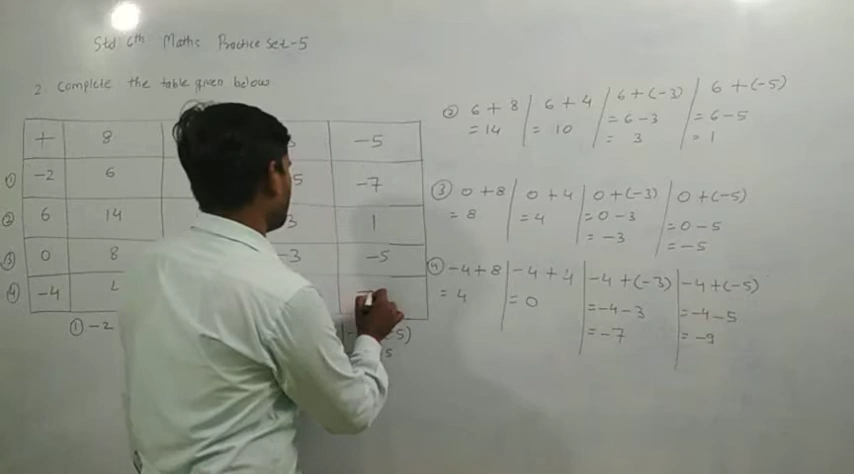 Std 6th Maths Practice Set-5
2 Complete the table given below
+ 8 -5
① -2 6 5 -7
② 6 14 3 1
③ 0 8 -3 -5
④ -4
① -2 -5)
5
② 6 + 8 | 6 + 4 | 6 + (-3) | 6 + (-5)
= 14 | = 10 | = 6 - 3 | = 6 - 5
= 3 | = 1
③ 0 + 8 | 0 + 4 | 0 + (-3) | 0 + (-5)
= 8 | = 4 | = 0 - 3 | = 0 - 5
= -3 | = -5
④ -4 + 8 | -4 + 4 | -4 + (-3) | -4 + (-5)
= 4 | = 0 | = -4 - 3 | = -4 - 5
= -7 | = -9